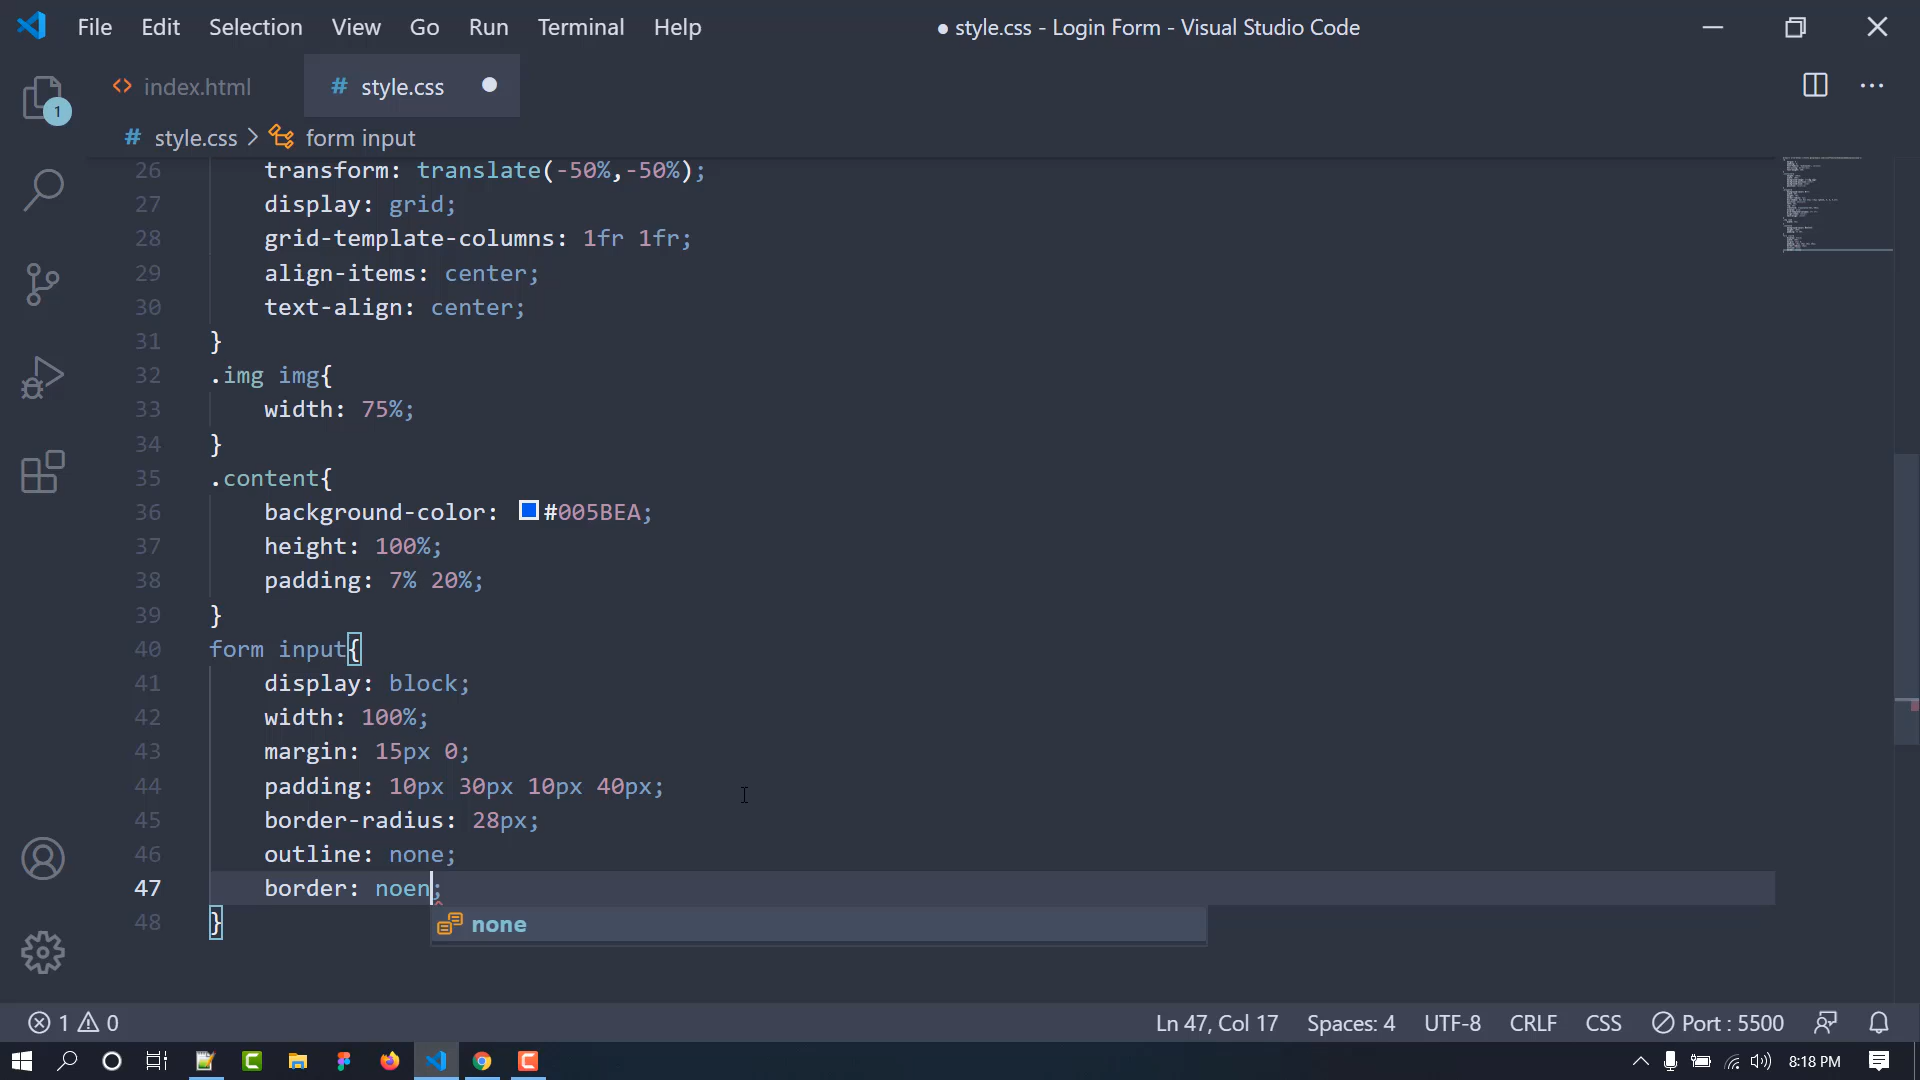 File Edit Selection View Go Run Terminal Help
● style.css - Login Form - Visual Studio Code
1
<> index.html
# style.css ●
# style.css > form input
26 transform: translate(-50%,-50%);
27 display: grid;
28 grid-template-columns: 1fr 1fr;
29 align-items: center;
30 text-align: center;
31 }
32 .img img{
33 width: 75%;
34 }
35 .content{
36 background-color: #005BEA;
37 height: 100%;
38 padding: 7% 20%;
39 }
40 form input{
41 display: block;
42 width: 100%;
43 margin: 15px 0;
44 padding: 10px 30px 10px 40px;
45 border-radius: 28px;
46 outline: none;
47 border: noen;
48 }
none
1 0 Ln 47, Col 17 Spaces: 4 UTF-8 CRLF CSS Port : 5500
8:18 PM